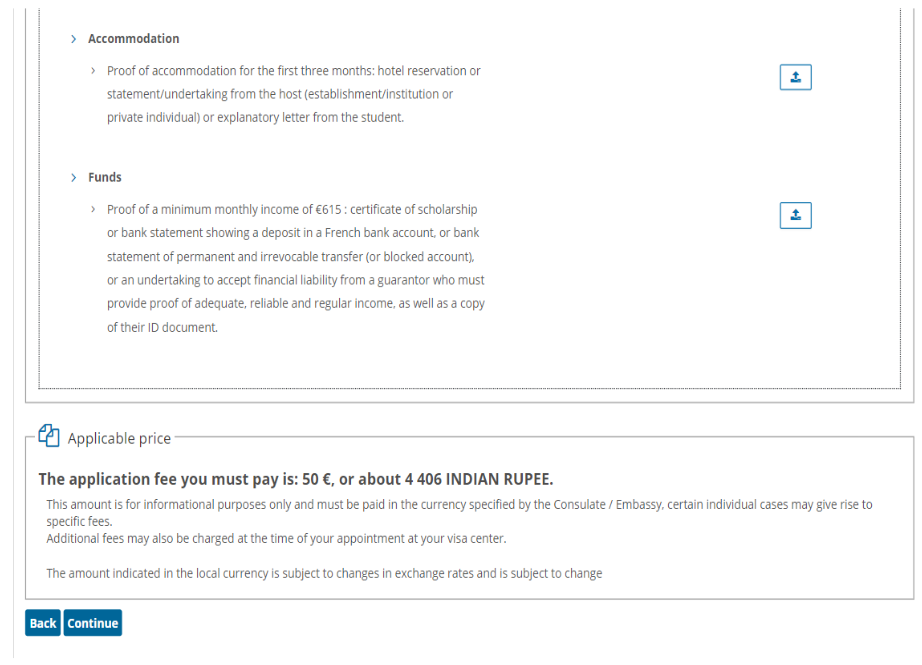 Accommodation
Proof of accommodation for the first three months: hotel reservation or
statement/undertaking from the host (establishment/institution or
private individual) or explanatory letter from the student.
Funds
Proof of a minimum monthly income of €615 : certificate of scholarship
or bank statement showing a deposit in a French bank account, or bank
statement of permanent and irrevocable transfer (or blocked account),
or an undertaking to accept financial liability from a guarantor who must
provide proof of adequate, reliable and regular income, as well as a copy
of their ID document.
Applicable price
The application fee you must pay is: 50 €, or about 4 406 INDIAN RUPEE.
This amount is for informational purposes only and must be paid in the currency specified by the Consulate / Embassy, certain individual cases may give rise to
specific fees.
Additional fees may also be charged at the time of your appointment at your visa center.
The amount indicated in the local currency is subject to changes in exchange rates and is subject to change
Back Continue